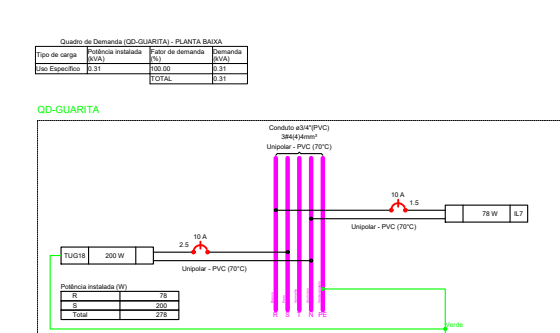 Quadro de Demanda (QD-GUARITA) - PLANTA BAIXA
Tipo de carga Potência instalada (kVA) Fator de demanda (%) Demanda (kVA)
Uso Específico 0.31 100.00 0.31
TOTAL 0.31
QD-GUARITA
Conduto ø3/4"(PVC)
3#4(4)4mm²
Unipolar - PVC (70°C)
10 A
1.5
78 W IL7
Unipolar - PVC (70°C)
10 A
2.5
TUG18 200 W
Unipolar - PVC (70°C)
Potência instalada (W)
R 78
S 200
Total 278
Verde